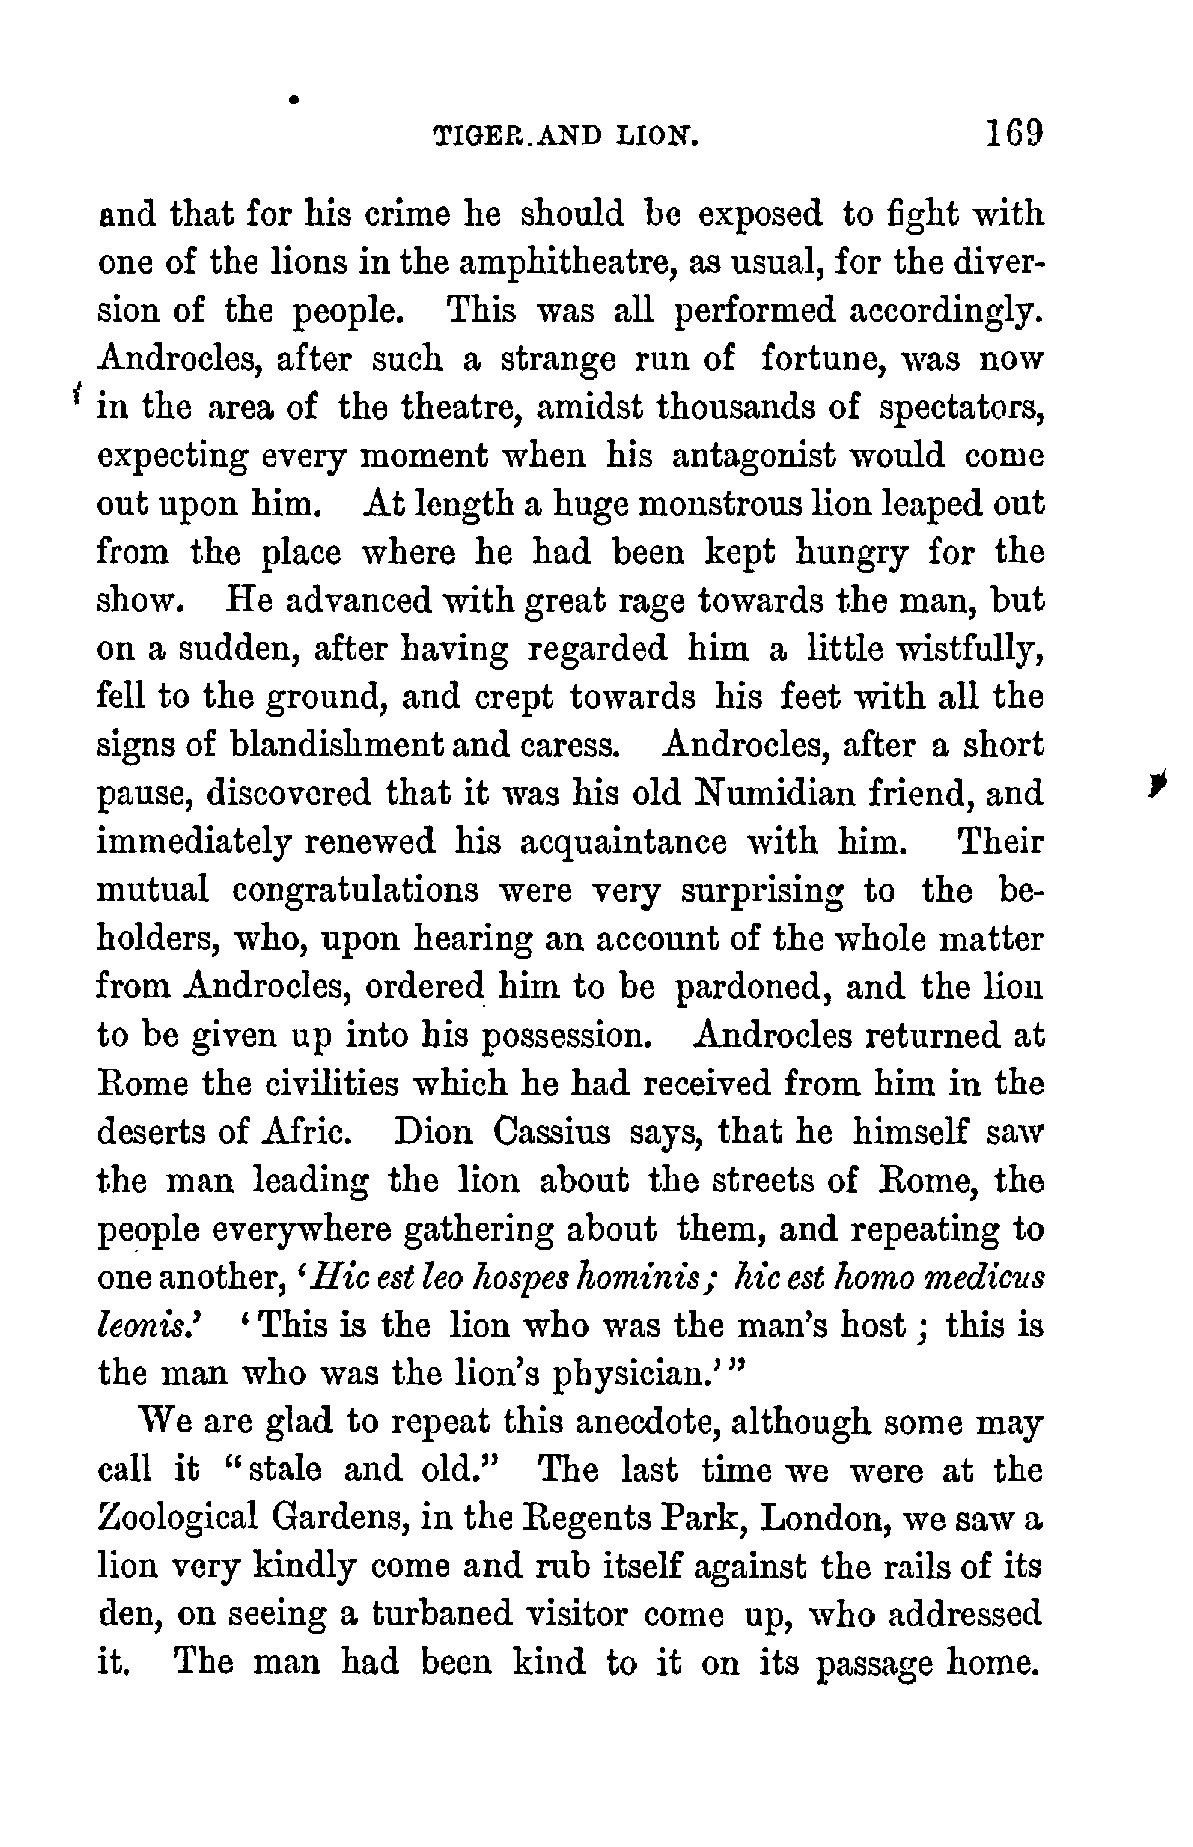 TIGER.AND LION. 169
and that for his crime he should be exposed to fight with
one of the lions in the amphitheatre, as usual, for the diver-
sion of the people. This was all performed accordingly.
Androcles, after such a strange run of fortune, was now
in the area of the theatre, amidst thousands of spectators,
expecting every moment when his antagonist would come
out upon him. At length a huge monstrous lion leaped out
from the place where he had been kept hungry for the
show. He advanced with great rage towards the man, but
on a sudden, after having regarded him a little wistfully,
fell to the ground, and crept towards his feet with all the
signs of blandishment and caress. Androcles, after a short
pause, discovered that it was his old Numidian friend, and
immediately renewed his acquaintance with him. Their
mutual congratulations were very surprising to the be-
holders, who, upon hearing an account of the whole matter
from Androcles, ordered him to be pardoned, and the lion
to be given up into his possession. Androcles returned at
Rome the civilities which he had received from him in the
deserts of Afric. Dion Cassius says, that he himself saw
the man leading the lion about the streets of Rome, the
people everywhere gathering about them, and repeating to
one another, ‘Hic est leo hospes hominis; hic est homo medicus
leonis.’ ‘This is the lion who was the man's host; this is
the man who was the lion's physician.’”
We are glad to repeat this anecdote, although some may
call it “stale and old.” The last time we were at the
Zoological Gardens, in the Regents Park, London, we saw a
lion very kindly come and rub itself against the rails of its
den, on seeing a turbaned visitor come up, who addressed
it. The man had been kind to it on its passage home.